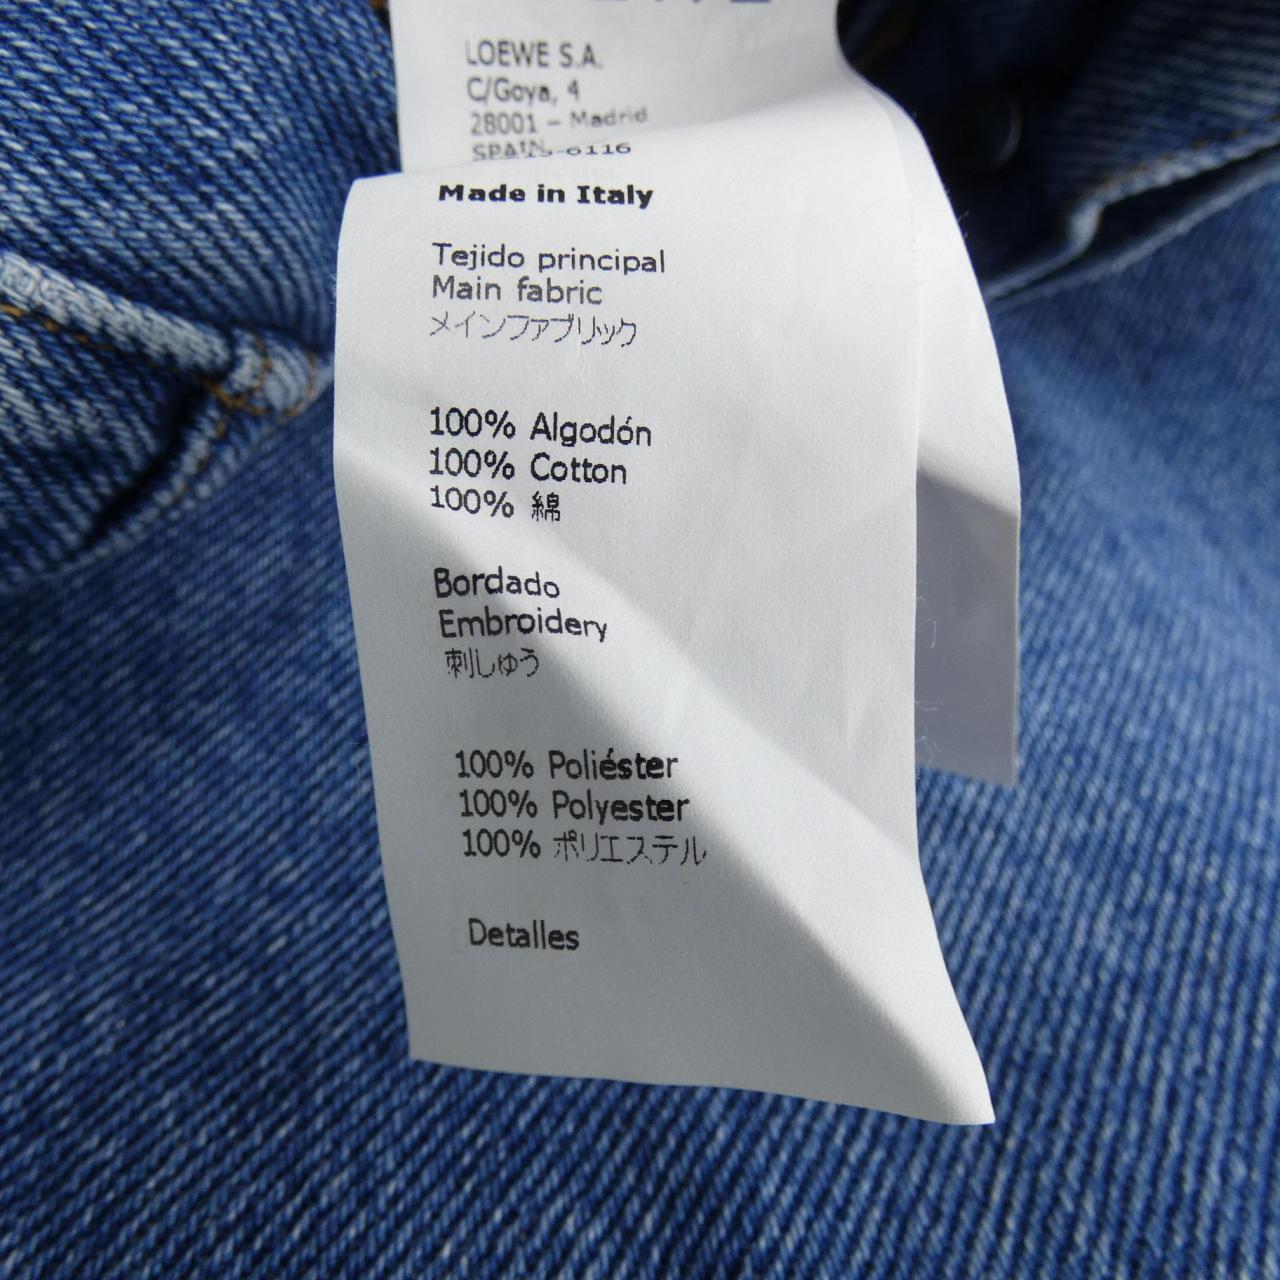 LOEWE S.A.
C/Goya, 4
28001 – Madrid
SPAIN
Made in Italy
Tejido principal
Main fabric
メインファブリック
100% Algodón
100% Cotton
100% 綿
Bordado
Embroidery
刺しゅう
100% Poliéster
100% Polyester
100% ポリエステル
Detalles